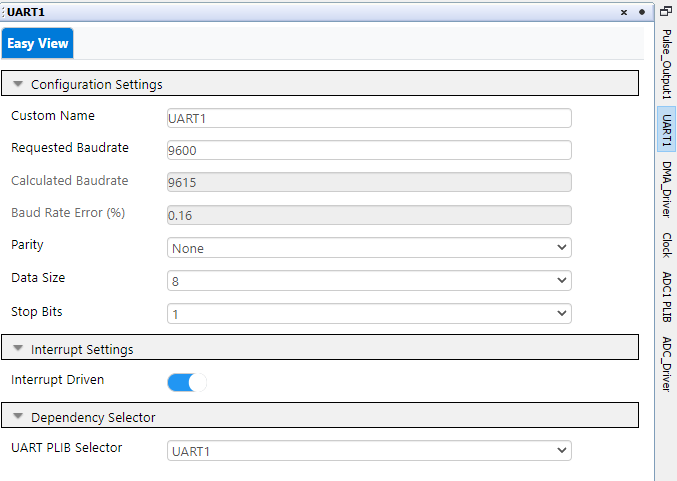 UART1
Easy View
Configuration Settings
Custom Name
UART1
Requested Baudrate
9600
Calculated Baudrate
9615
Baud Rate Error (%)
0.16
Parity
None
Data Size
8
Stop Bits
1
Interrupt Settings
Interrupt Driven
Dependency Selector
UART PLIB Selector
UART1
Pulse_Output1
UART1
DMA_Driver
Clock
ADC1 PLIB
ADC_Driver